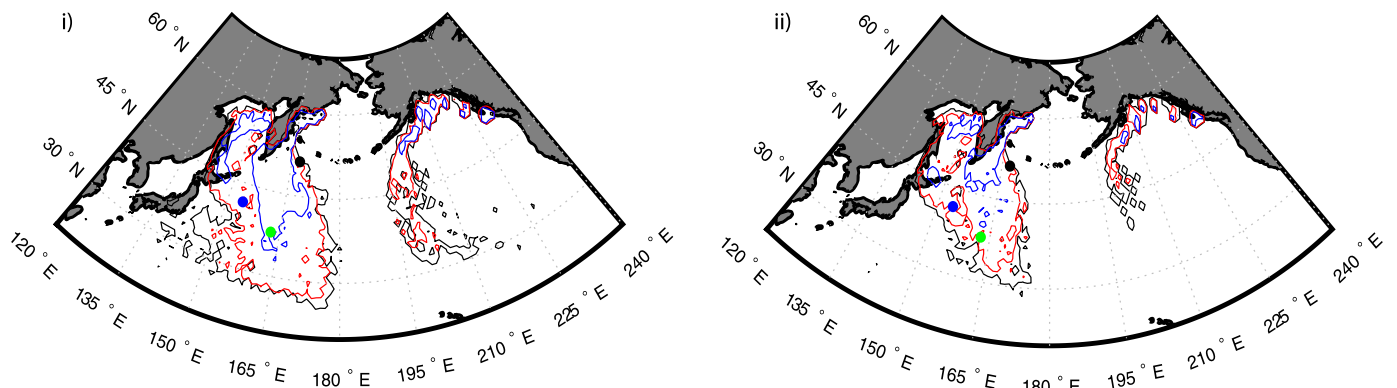 i)
60 ° N
45 ° N
30 ° N
120 ° E
135 ° E
150 ° E
165 ° E
180 ° E
195 ° E
210 ° E
225 ° E
240 ° E
ii)
60 ° N
45 ° N
30 ° N
120 ° E
135 ° E
150 ° E
165 ° E
180 ° E
195 ° E
210 ° E
225 ° E
240 ° E